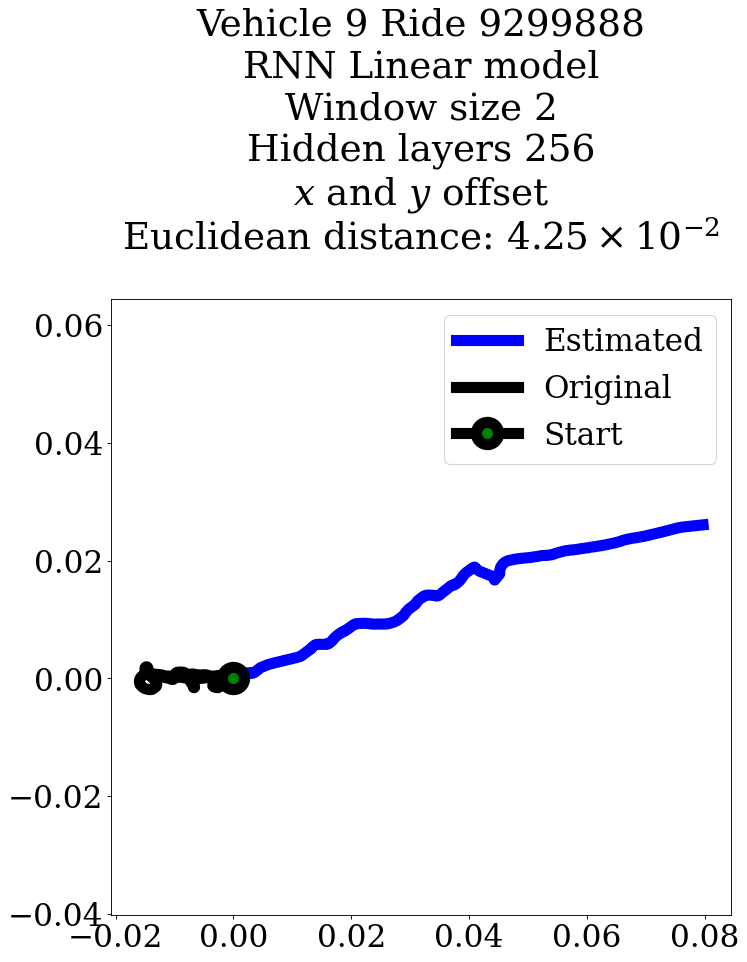 Vehicle 9 Ride 9299888
RNN Linear model
Window size 2
Hidden layers 256
x and y offset
Euclidean distance: 4.25 × 10⁻²
0.06
0.04
0.02
0.00
−0.02
−0.04
Estimated
Original
Start
−0.02 0.00 0.02 0.04 0.06 0.08